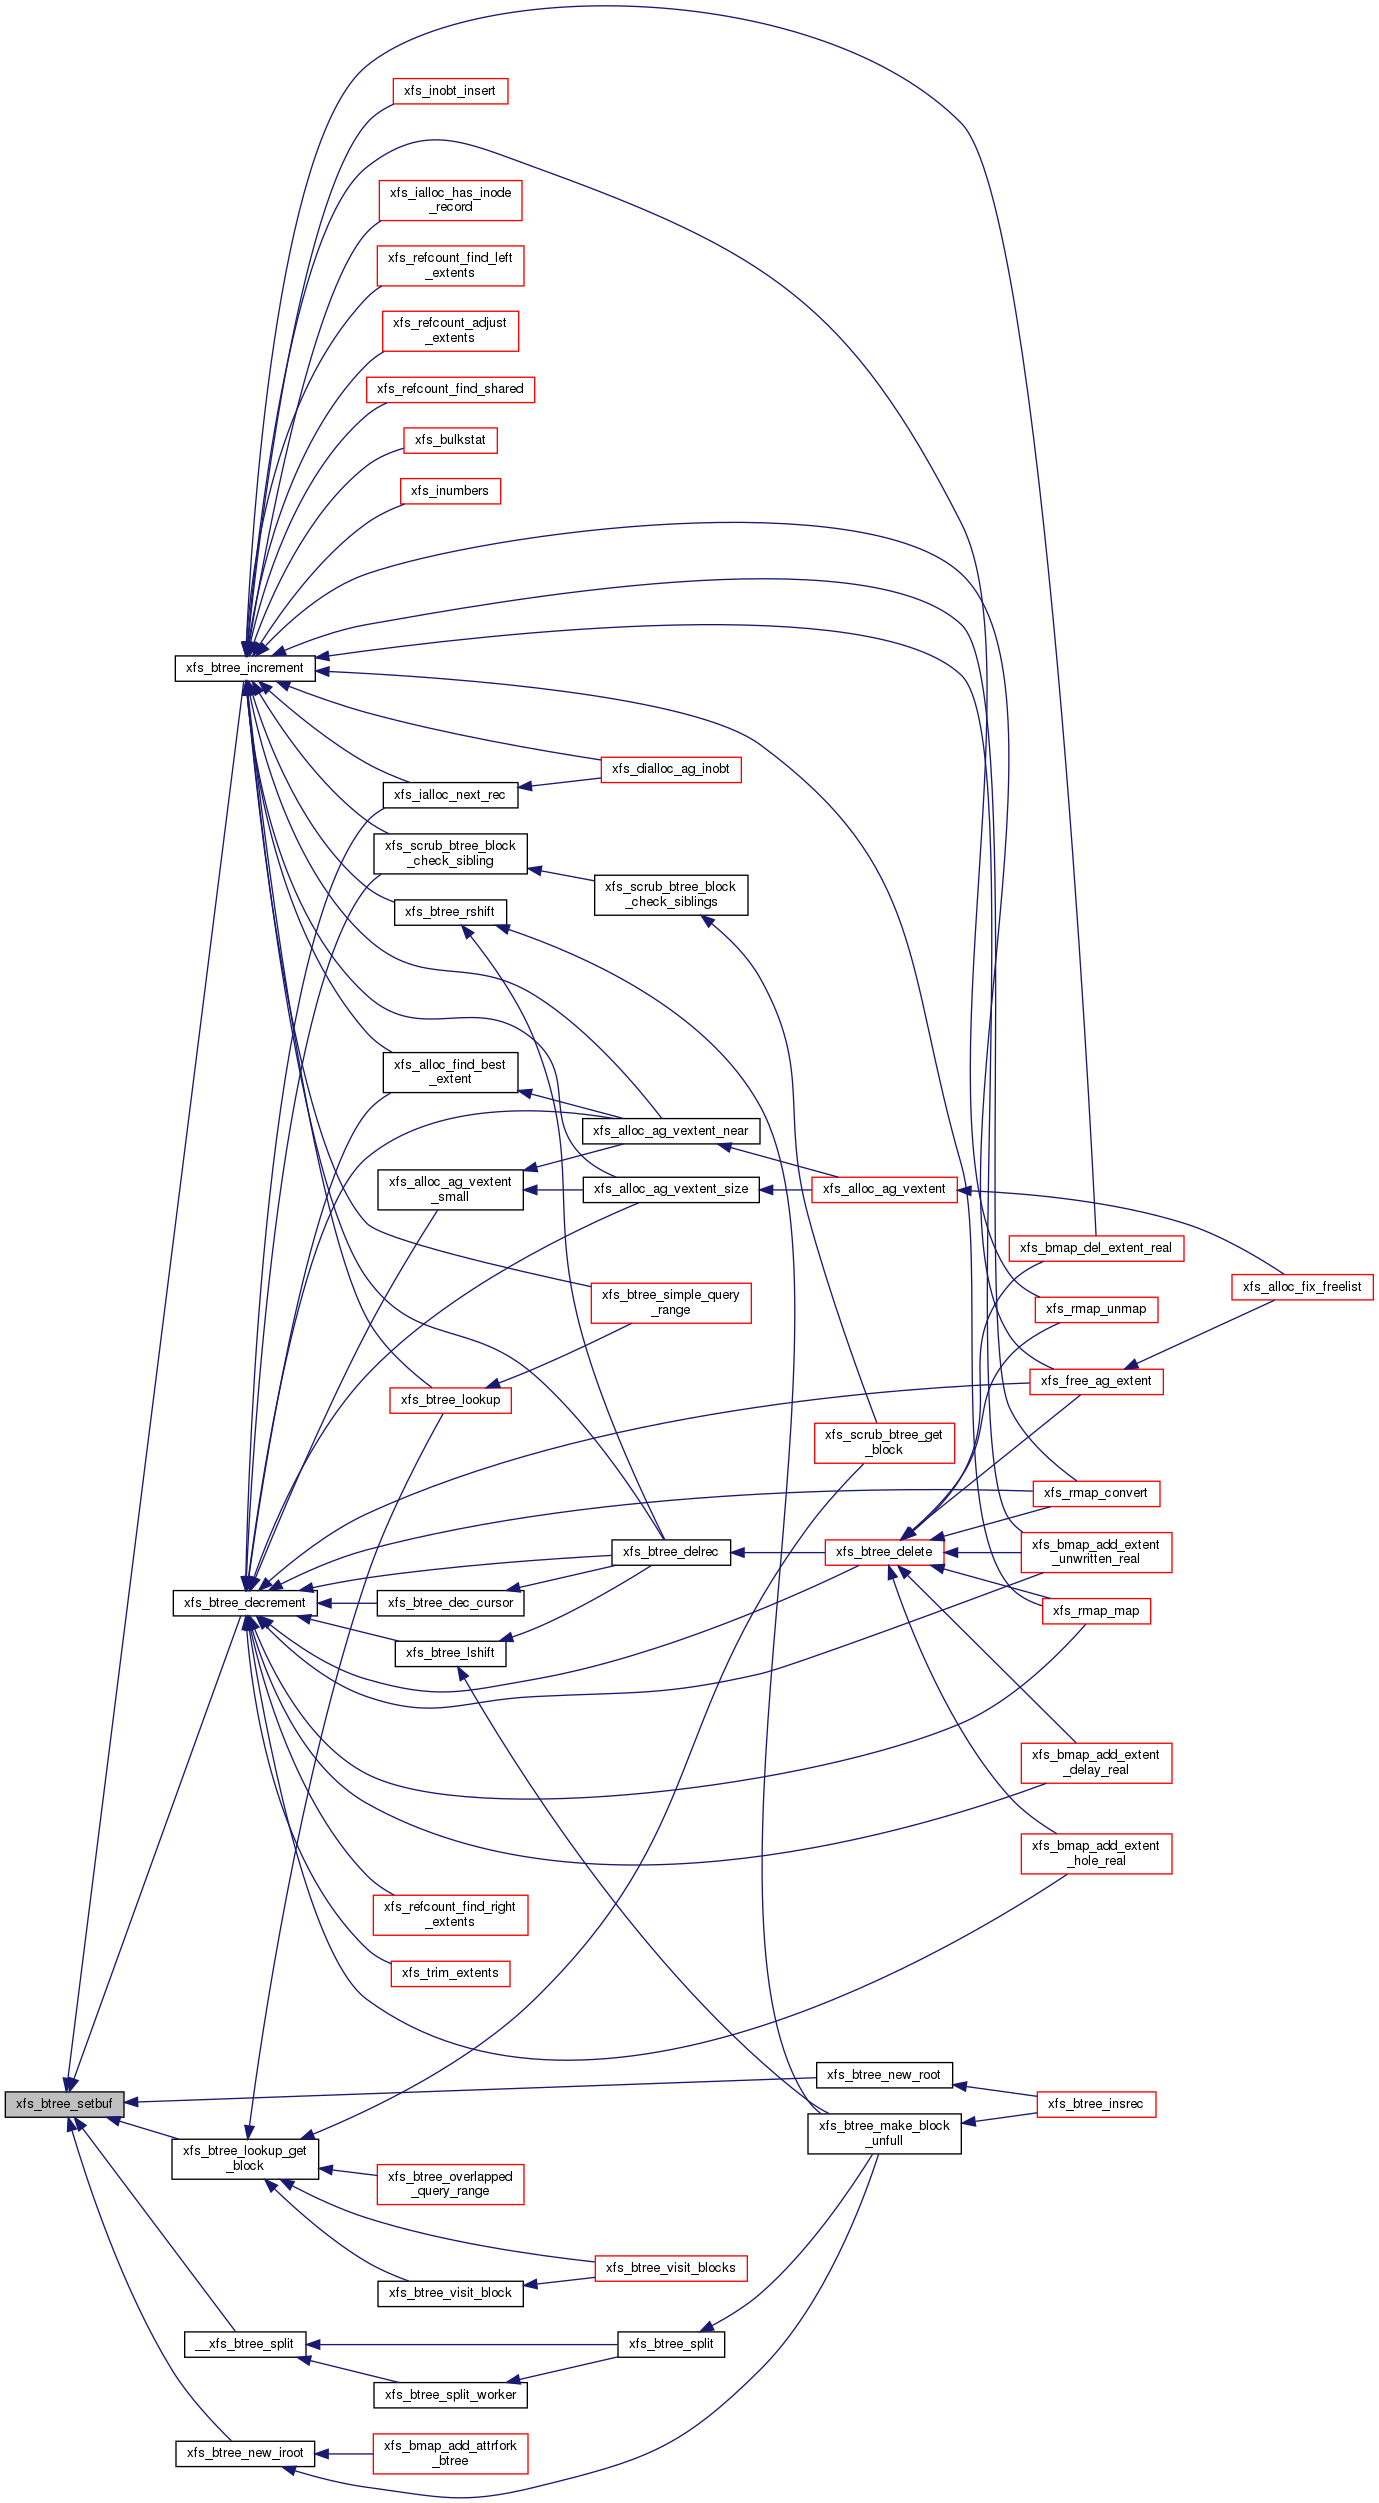 xfs_inobt_insert
xfs_ialloc_has_inode
_record
xfs_refcount_find_left
_extents
xfs_refcount_adjust
_extents
xfs_refcount_find_shared
xfs_bulkstat
xfs_inumbers
xfs_btree_increment
xfs_dialloc_ag_inobt
xfs_ialloc_next_rec
xfs_scrub_btree_block
_check_sibling
xfs_scrub_btree_block
_check_siblings
xfs_btree_rshift
xfs_alloc_find_best
_extent
xfs_alloc_ag_vextent_near
xfs_alloc_ag_vextent
_small
xfs_alloc_ag_vextent_size
xfs_alloc_ag_vextent
xfs_bmap_del_extent_real
xfs_alloc_fix_freelist
xfs_btree_simple_query
_range
xfs_rmap_unmap
xfs_free_ag_extent
xfs_btree_lookup
xfs_scrub_btree_get
_block
xfs_rmap_convert
xfs_btree_delrec
xfs_btree_delete
xfs_bmap_add_extent
_unwritten_real
xfs_btree_decrement
xfs_btree_dec_cursor
xfs_rmap_map
xfs_btree_lshift
xfs_bmap_add_extent
_delay_real
xfs_bmap_add_extent
_hole_real
xfs_refcount_find_right
_extents
xfs_trim_extents
xfs_btree_new_root
xfs_btree_setbuf
xfs_btree_insrec
xfs_btree_make_block
_unfull
xfs_btree_lookup_get
_block
xfs_btree_overlapped
_query_range
xfs_btree_visit_blocks
xfs_btree_visit_block
__xfs_btree_split
xfs_btree_split
xfs_btree_split_worker
xfs_btree_new_iroot
xfs_bmap_add_attrfork
_btree